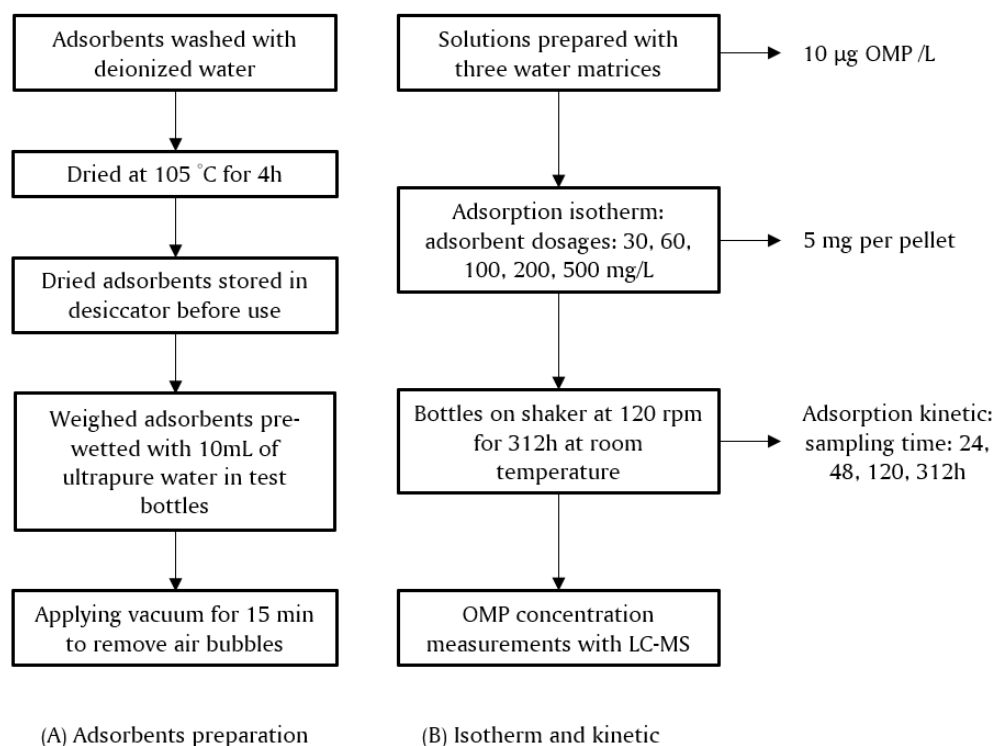 Adsorbents washed with
deionized water
Dried at 105 °C for 4h
Dried adsorbents stored in
desiccator before use
Weighed adsorbents pre-
wetted with 10mL of
ultrapure water in test
bottles
Applying vacuum for 15 min
to remove air bubbles
(A) Adsorbents preparation
Solutions prepared with
three water matrices
10 µg OMP /L
Adsorption isotherm:
adsorbent dosages: 30, 60,
100, 200, 500 mg/L
5 mg per pellet
Bottles on shaker at 120 rpm
for 312h at room
temperature
Adsorption kinetic:
sampling time: 24,
48, 120, 312h
OMP concentration
measurements with LC-MS
(B) Isotherm and kinetic